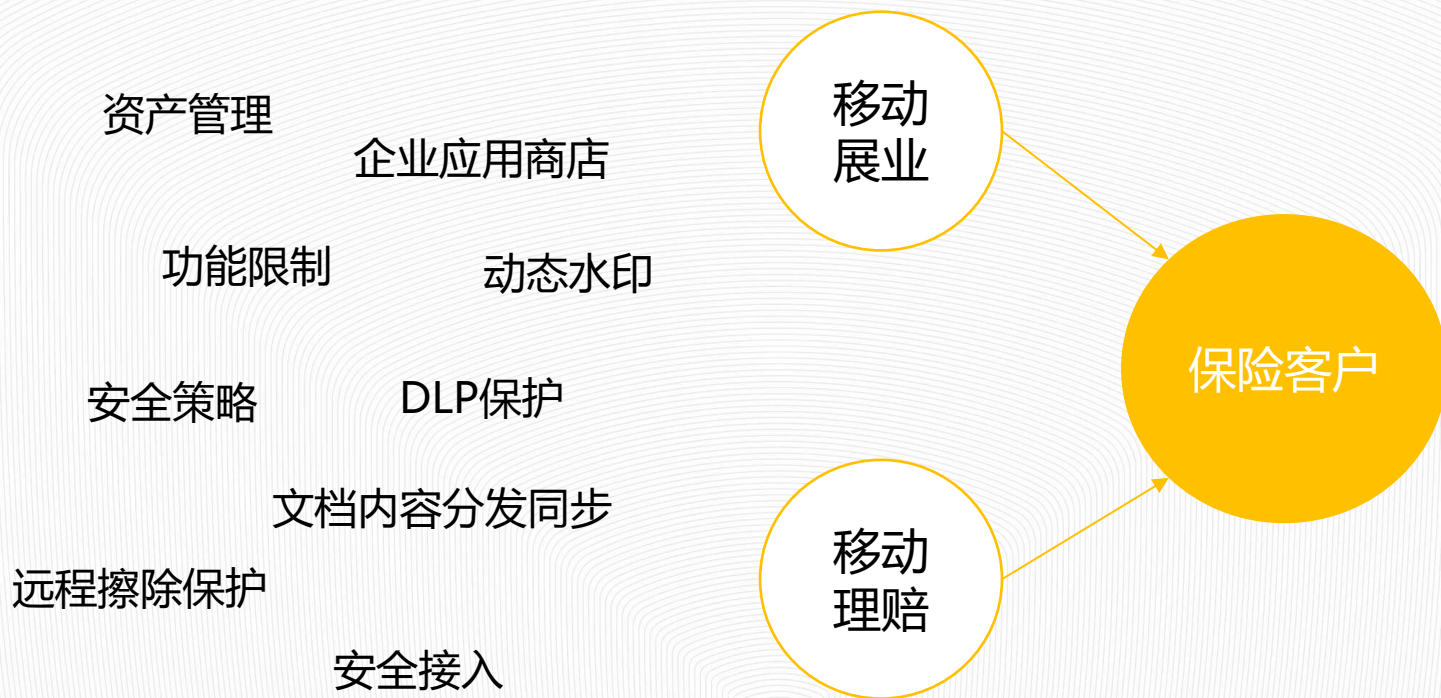 资产管理
企业应用商店
功能限制
动态水印
安全策略
DLP保护
文档内容分发同步
远程擦除保护
安全接入
移动
展业
移动
理赔
保险客户